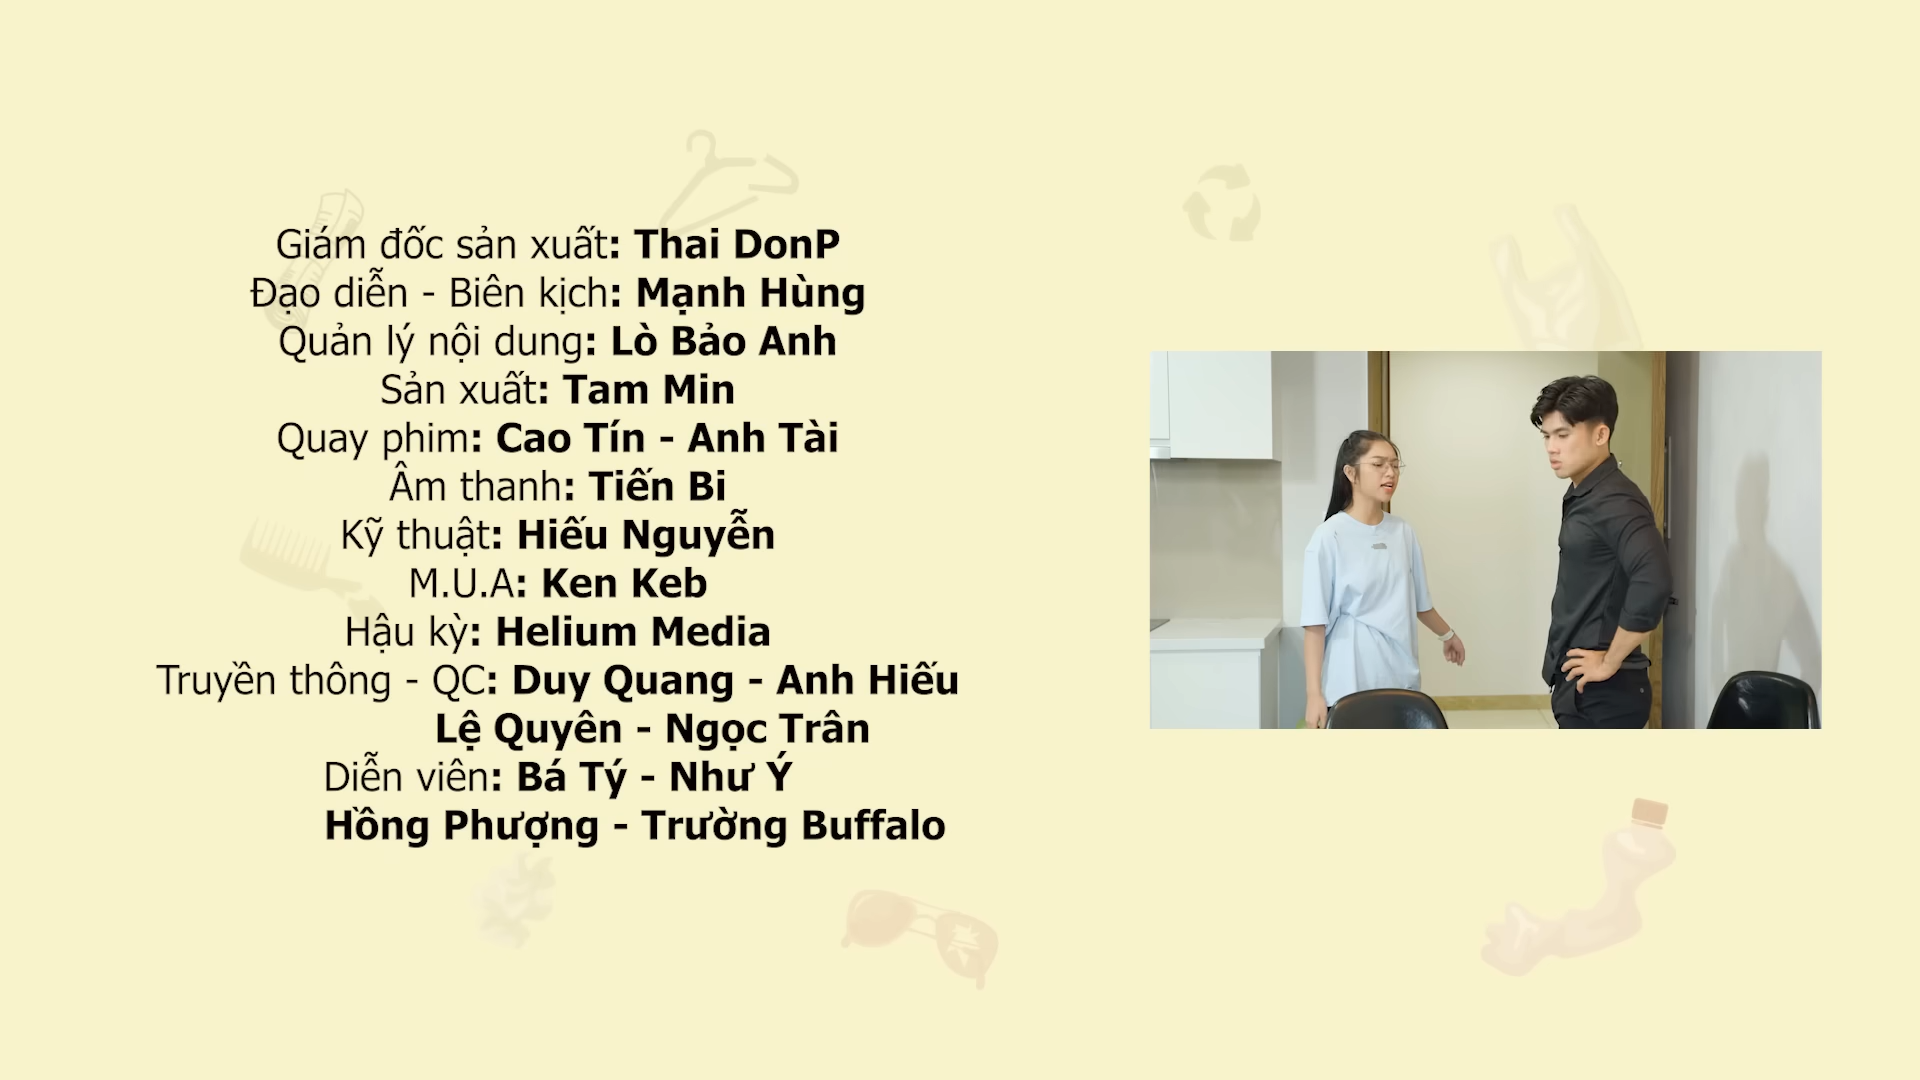 Giám đốc sản xuất: Thai DonP
Đạo diễn - Biên kịch: Mạnh Hùng
Quản lý nội dung: Lò Bảo Anh
Sản xuất: Tam Min
Quay phim: Cao Tín - Anh Tài
Âm thanh: Tiến Bi
Kỹ thuật: Hiếu Nguyễn
M.U.A: Ken Keb
Hậu kỳ: Helium Media
Truyền thông - QC: Duy Quang - Anh Hiếu
Lệ Quyên - Ngọc Trân
Diễn viên: Bá Tý - Như Ý
Hồng Phượng - Trường Buffalo